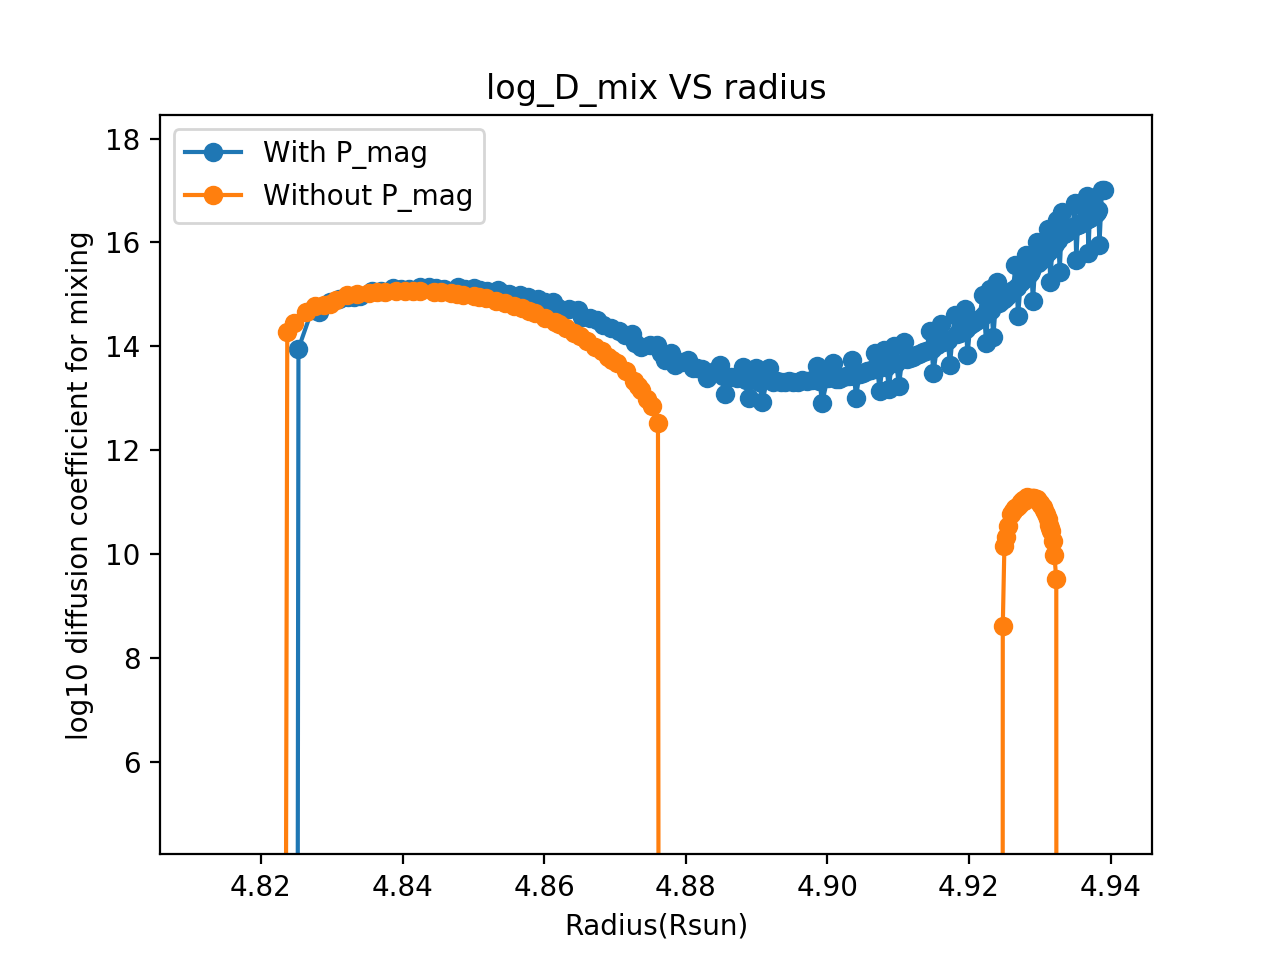 log_D_mix VS radius
With P_mag
Without P_mag
log10 diffusion coefficient for mixing
18
16
14
12
10
8
6
4.82 4.84 4.86 4.88 4.90 4.92 4.94
Radius(Rsun)